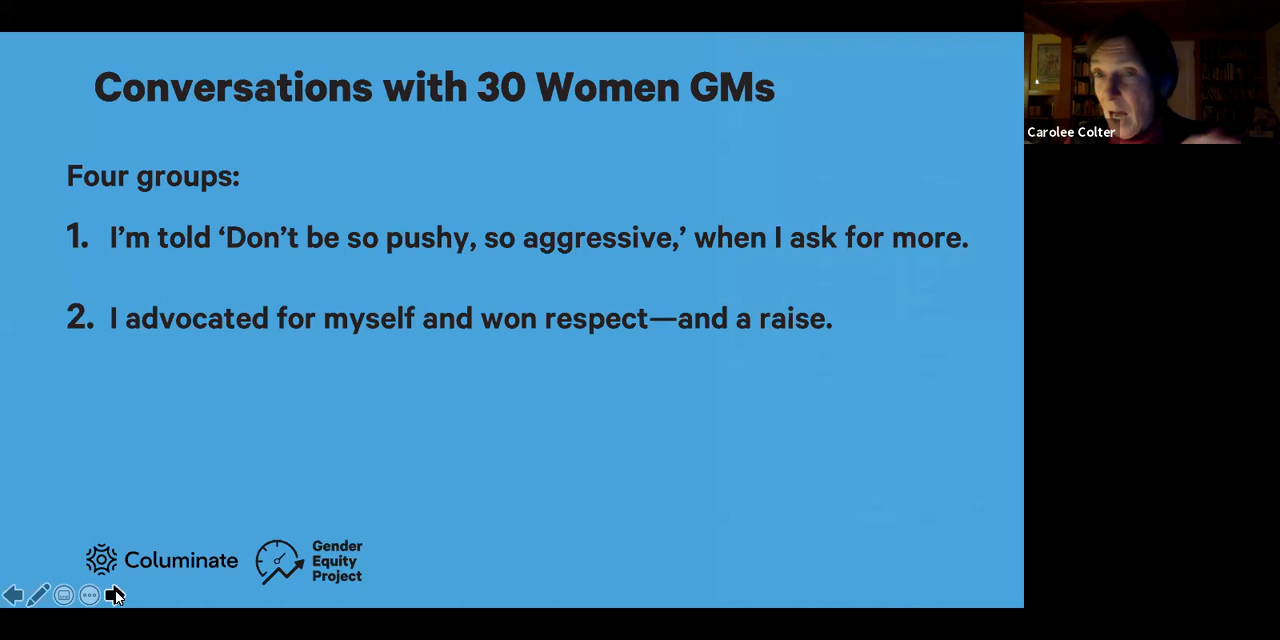 Conversations with 30 Women GMs
Carolee Colter
Four groups:
1. I’m told ‘Don’t be so pushy, so aggressive,’ when I ask for more.
2. I advocated for myself and won respect—and a raise.
Columinate
Gender
Equity
Project